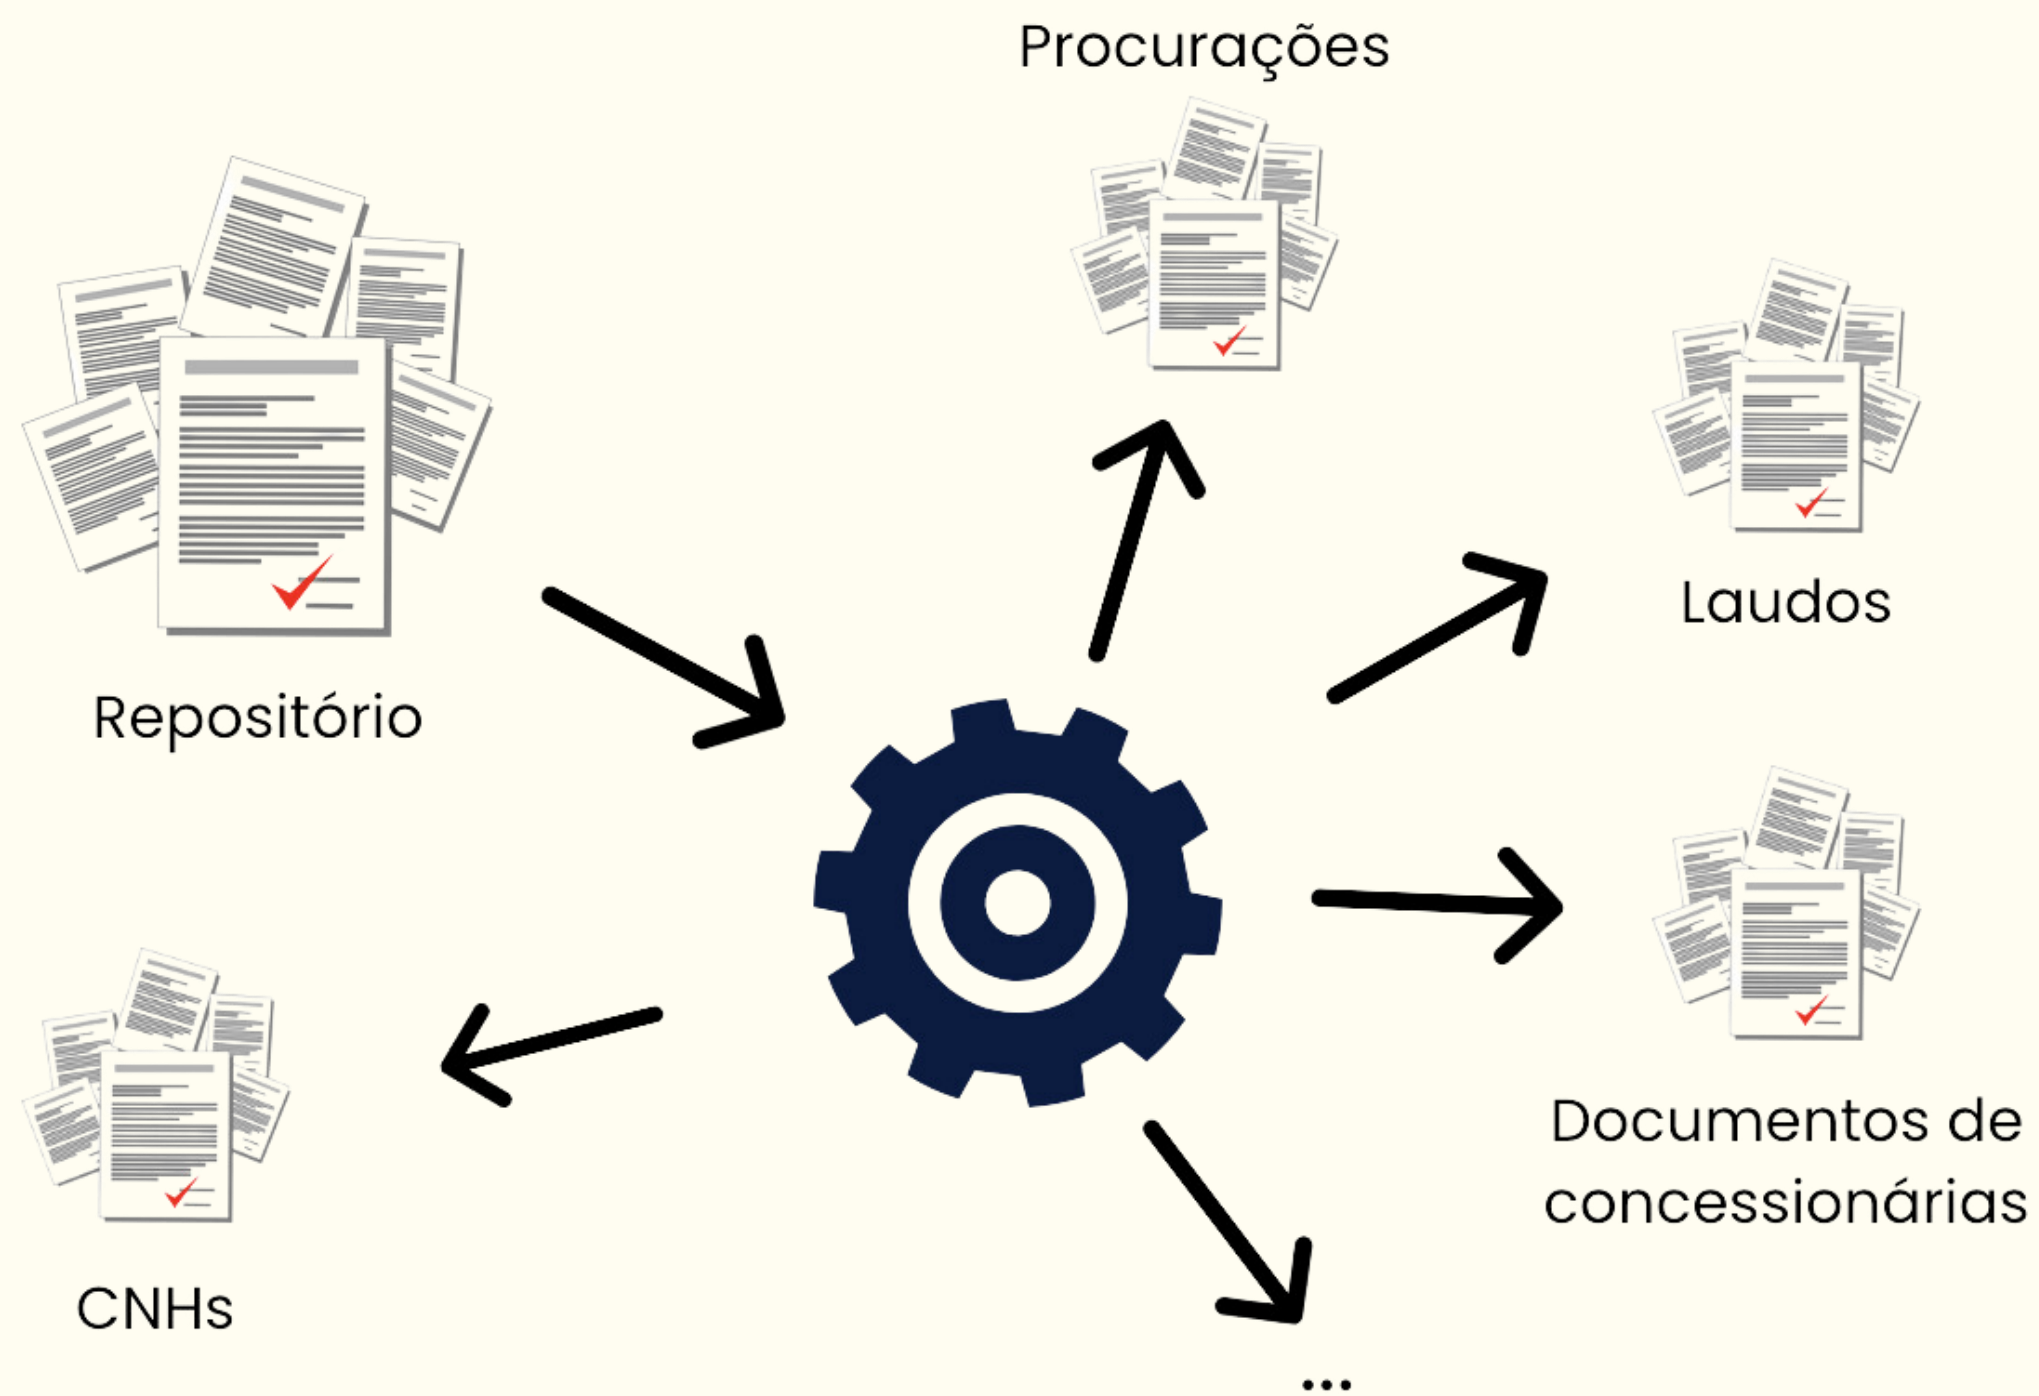 Procurações
Repositório
Laudos
Documentos de
concessionárias
CNHs
...